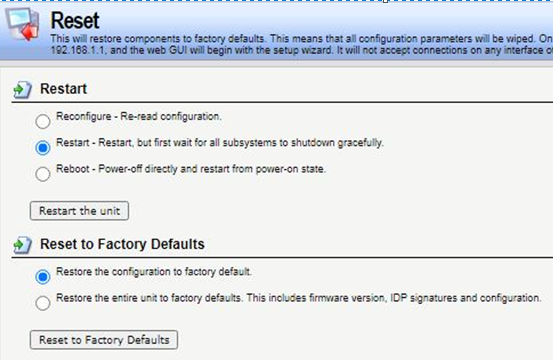 Reset
This will restore components to factory defaults. This means that all configuration parameters will be wiped. On
192.168.1.1, and the web GUI will begin with the setup wizard. It will not accept connections on any interface o
Restart
Reconfigure - Re-read configuration.
Restart - Restart, but first wait for all subsystems to shutdown gracefully.
Reboot - Power-off directly and restart from power-on state.
Restart the unit
Reset to Factory Defaults
Restore the configuration to factory default.
Restore the entire unit to factory defaults. This includes firmware version, IDP signatures and configuration.
Reset to Factory Defaults